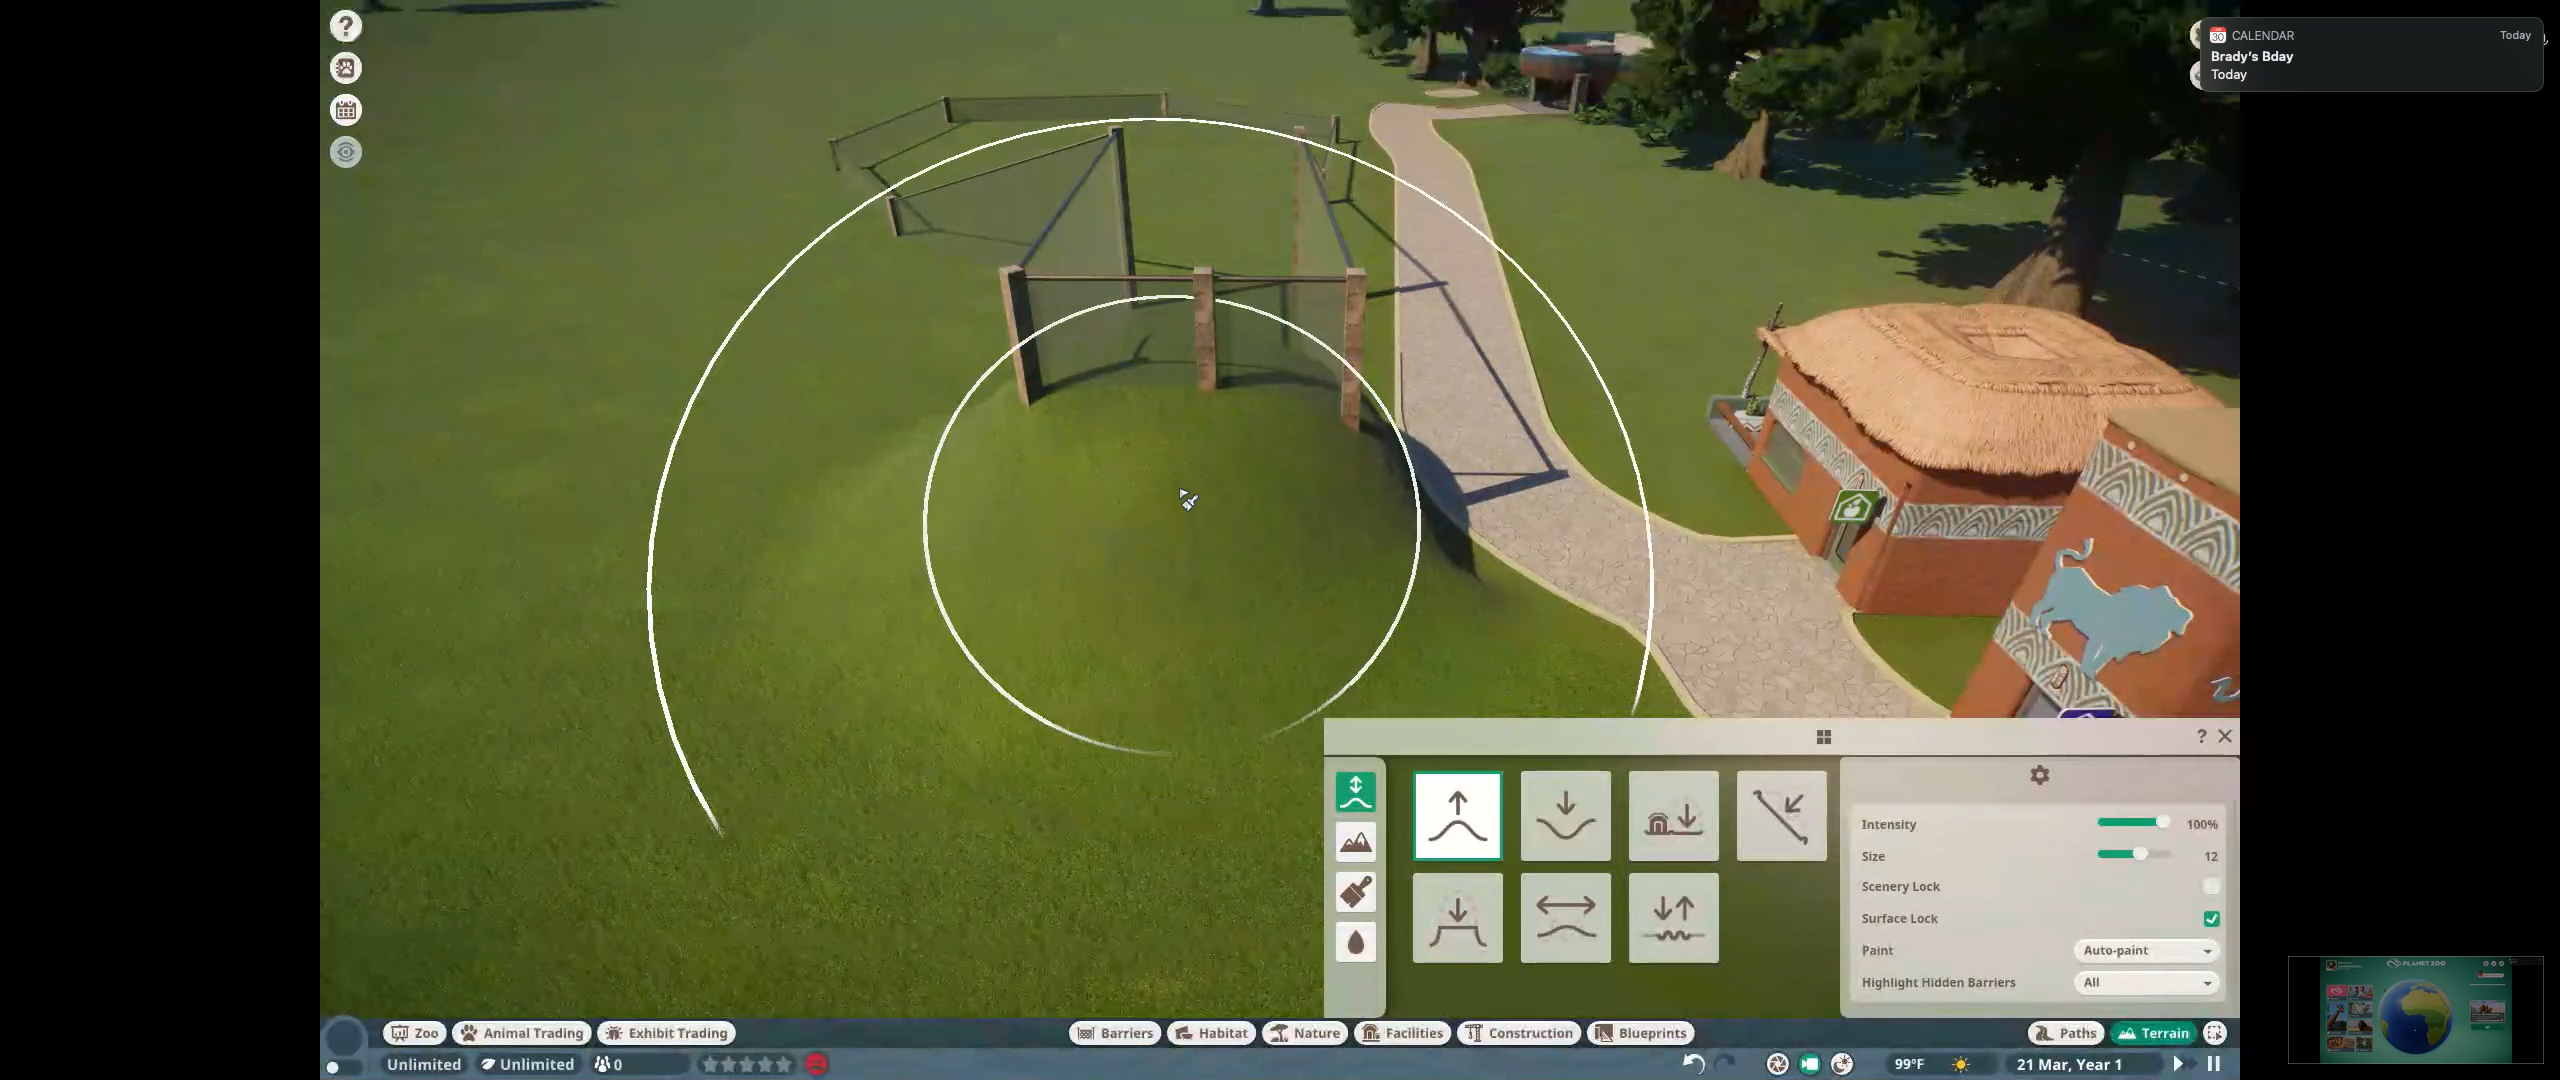 CALENDAR
Today
Brady's Bday
Today
PLANET ZOO
Intensity
100%
Size
12
Scenery Lock
Surface Lock
Paint
Auto-paint
Highlight Hidden Barriers
All
Zoo
Animal Trading
Exhibit Trading
Barriers
Habitat
Nature
Facilities
Construction
Blueprints
Paths
Terrain
Unlimited
Unlimited
0
99°F
21 Mar, Year 1